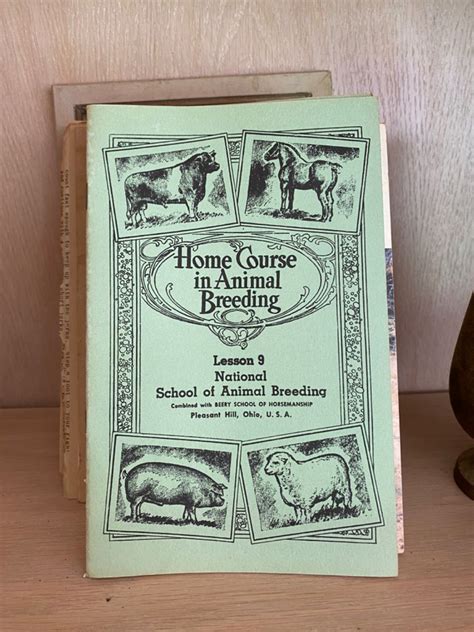 Home Course
in Animal
Breeding
Lesson 9
National
School of Animal Breeding
Combined with BEERY SCHOOL OF HORSEMANSHIP
Pleasant Hill, Ohio, U. S. A.